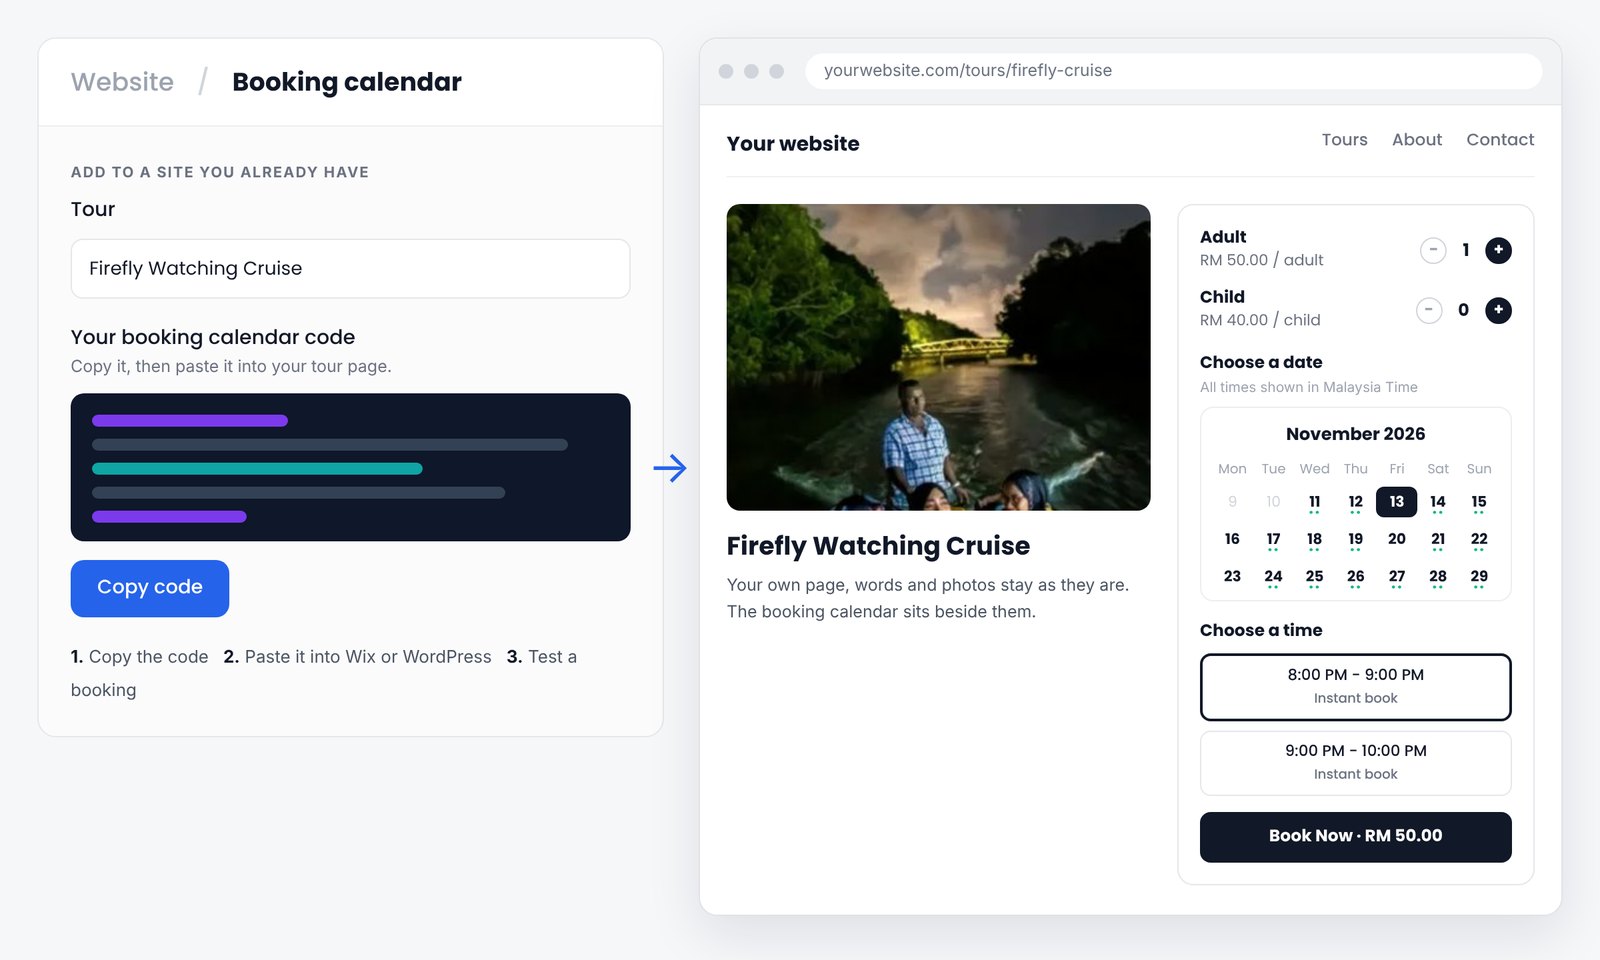 Website / Booking calendar
ADD TO A SITE YOU ALREADY HAVE
Tour
Firefly Watching Cruise
Your booking calendar code
Copy it, then paste it into your tour page.
Copy code
1. Copy the code 2. Paste it into Wix or WordPress 3. Test a
booking
yourwebsite.com/tours/firefly-cruise
Your website
Tours About Contact
Firefly Watching Cruise
Your own page, words and photos stay as they are.
The booking calendar sits beside them.
Adult
RM 50.00 / adult
- 1 +
Child
RM 40.00 / child
- 0 +
Choose a date
All times shown in Malaysia Time
November 2026
Mon Tue Wed Thu Fri Sat Sun
9 10 11 12 13 14 15
16 17 18 19 20 21 22
23 24 25 26 27 28 29
Choose a time
8:00 PM - 9:00 PM
Instant book
9:00 PM - 10:00 PM
Instant book
Book Now · RM 50.00